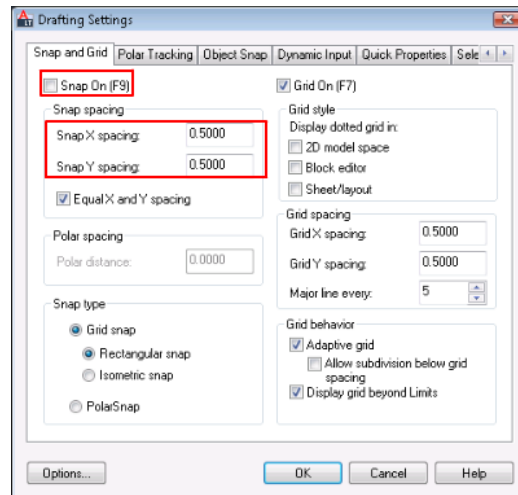 Drafting Settings
Snap and Grid Polar Tracking Object Snap Dynamic Input Quick Properties Sele
Snap On (F9)
Snap spacing
Snap X spacing: 0.5000
Snap Y spacing: 0.5000
Equal X and Y spacing
Polar spacing
Polar distance: 0.0000
Snap type
Grid snap
Rectangular snap
Isometric snap
PolarSnap
Grid On (F7)
Grid style
Display dotted grid in:
2D model space
Block editor
Sheet/layout
Grid spacing
Grid X spacing: 0.5000
Grid Y spacing: 0.5000
Major line every: 5
Grid behavior
Adaptive grid
Allow subdivision below grid
spacing
Display grid beyond Limits
Options... OK Cancel Help